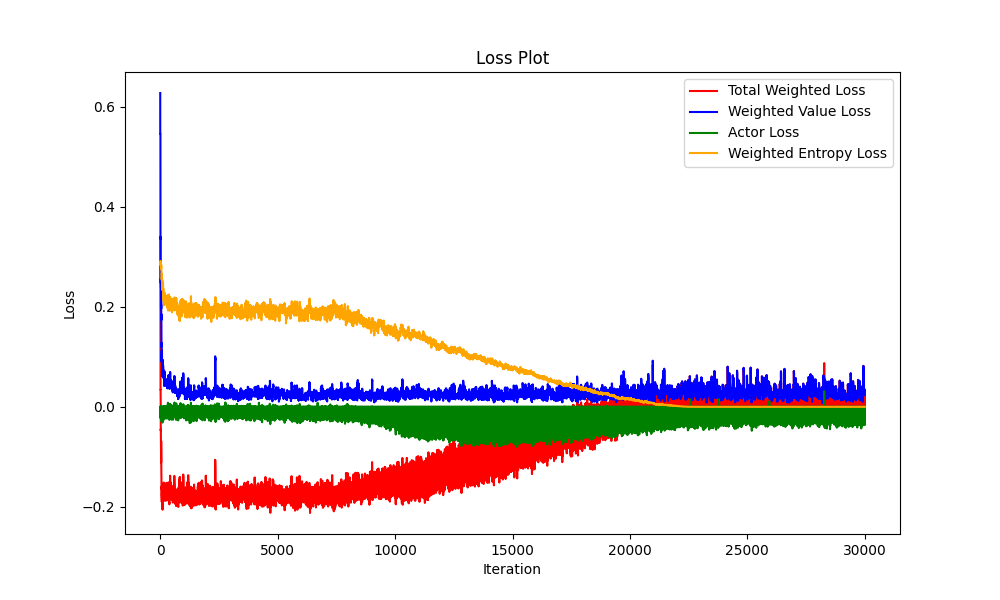 Loss Plot
Total Weighted Loss
Weighted Value Loss
Actor Loss
Weighted Entropy Loss
Loss
0.6
0.4
0.2
0.0
−0.2
0
5000
10000
15000
20000
25000
30000
Iteration